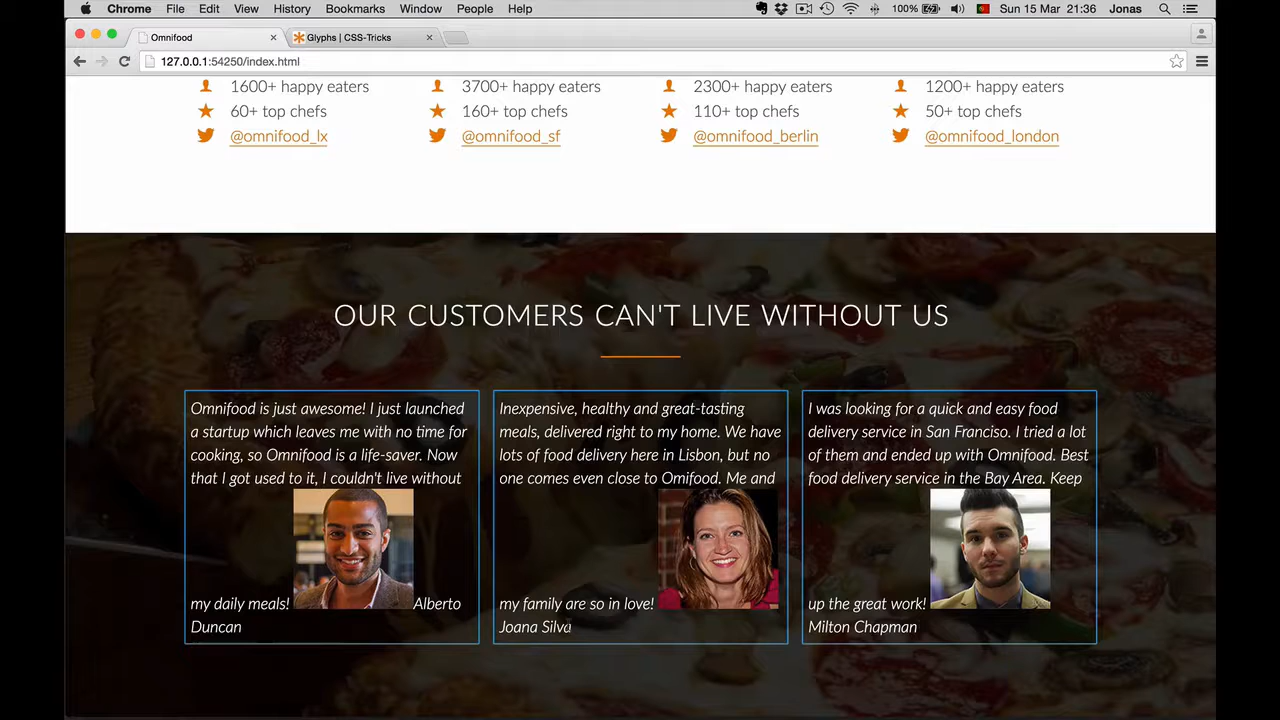 Chrome File Edit View History Bookmarks Window People Help 100% Sun 15 Mar 21:36 Jonas
Omnifood Glyphs | CSS-Tricks
127.0.0.1:54250/index.html
1600+ happy eaters 3700+ happy eaters 2300+ happy eaters 1200+ happy eaters
60+ top chefs 160+ top chefs 110+ top chefs 50+ top chefs
@omnifood_lx @omnifood_sf @omnifood_berlin @omnifood_london
OUR CUSTOMERS CAN'T LIVE WITHOUT US
Omnifood is just awesome! I just launched
a startup which leaves me with no time for
cooking, so Omnifood is a life-saver. Now
that I got used to it, I couldn't live without
my daily meals! Alberto
Duncan
Inexpensive, healthy and great-tasting
meals, delivered right to my home. We have
lots of food delivery here in Lisbon, but no
one comes even close to Omifood. Me and
my family are so in love!
Joana Silva
I was looking for a quick and easy food
delivery service in San Franciso. I tried a lot
of them and ended up with Omnifood. Best
food delivery service in the Bay Area. Keep
up the great work!
Milton Chapman